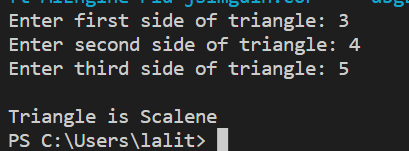 Enter first side of triangle: 3
Enter second side of triangle: 4
Enter third side of triangle: 5
Triangle is Scalene
PS C:\Users\lalit>